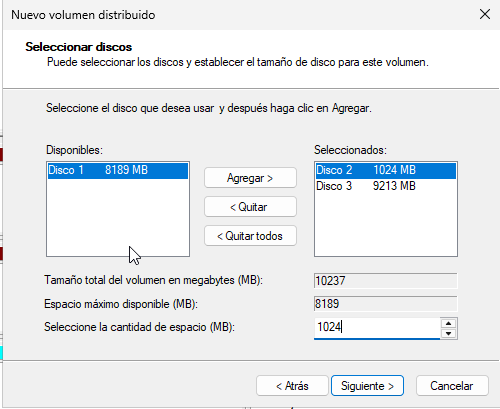 Nuevo volumen distribuido
Seleccionar discos
Puede seleccionar los discos y establecer el tamaño de disco para este volumen.
Seleccione el disco que desea usar y después haga clic en Agregar.
Disponibles:
Seleccionados:
Disco 1 8189 MB
Agregar >
Disco 2 1024 MB
Disco 3 9213 MB
< Quitar
< Quitar todos
Tamaño total del volumen en megabytes (MB): 10237
Espacio máximo disponible (MB): 8189
Seleccione la cantidad de espacio (MB): 1024
< Atrás
Siguiente >
Cancelar